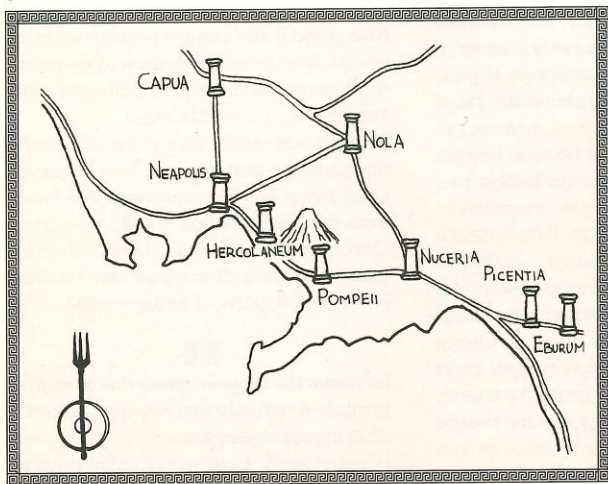 CAPUA
NOLA
NEAPOLIS
HERCOLANEUM
NUCERIA
PICENTIA
POMPEII
EBURUM